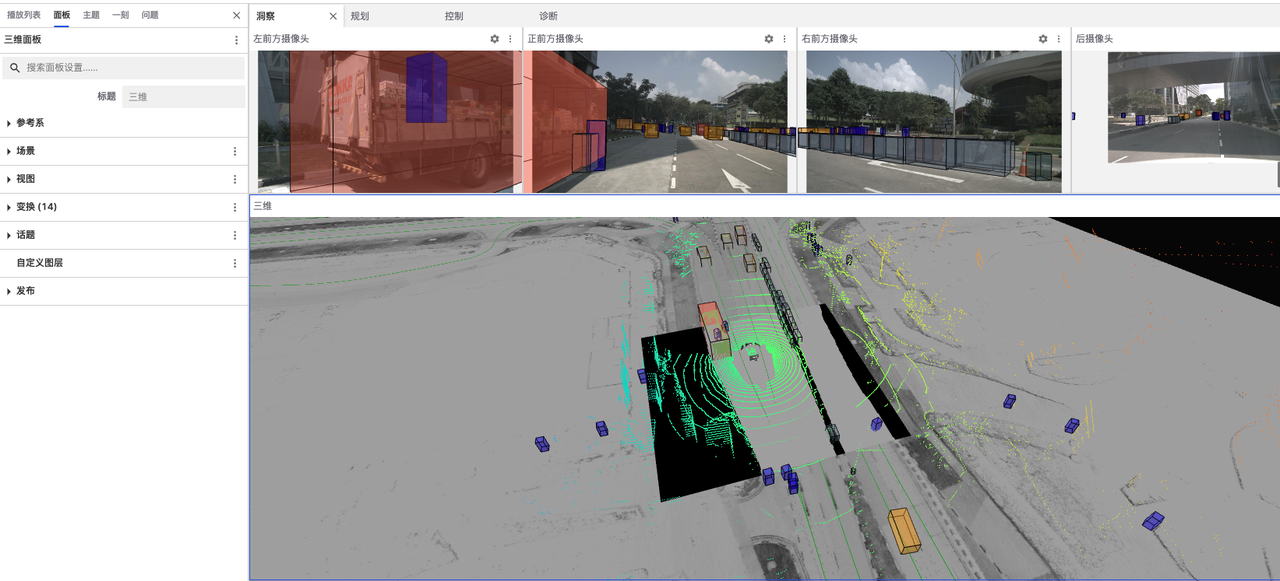 播放列表 面板 主题 一刻 问题
三维面板
搜索面板设置......
标题 三维
参考系
场景
视图
变换 (14)
话题
自定义图层
发布
洞察 规划 控制 诊断
左前方摄像头 正前方摄像头 右前方摄像头 后摄像头
三维